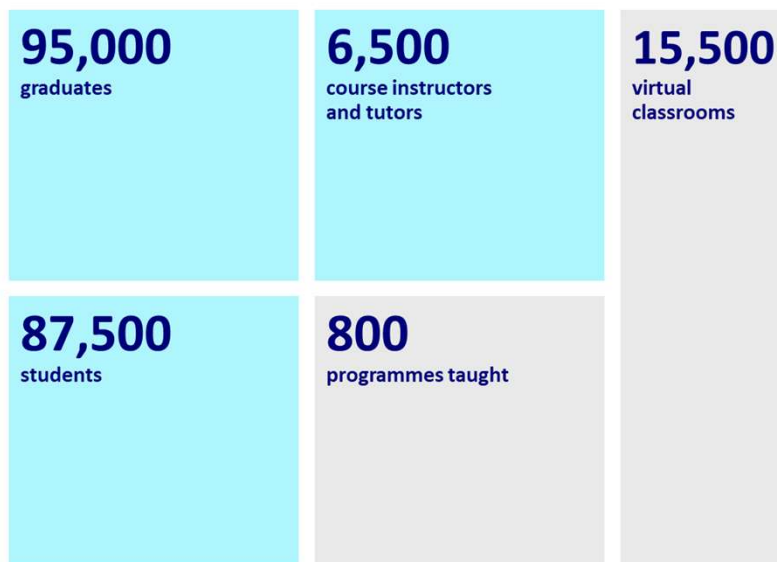 95,000
graduates
6,500
course instructors
and tutors
15,500
virtual
classrooms
87,500
students
800
programmes taught